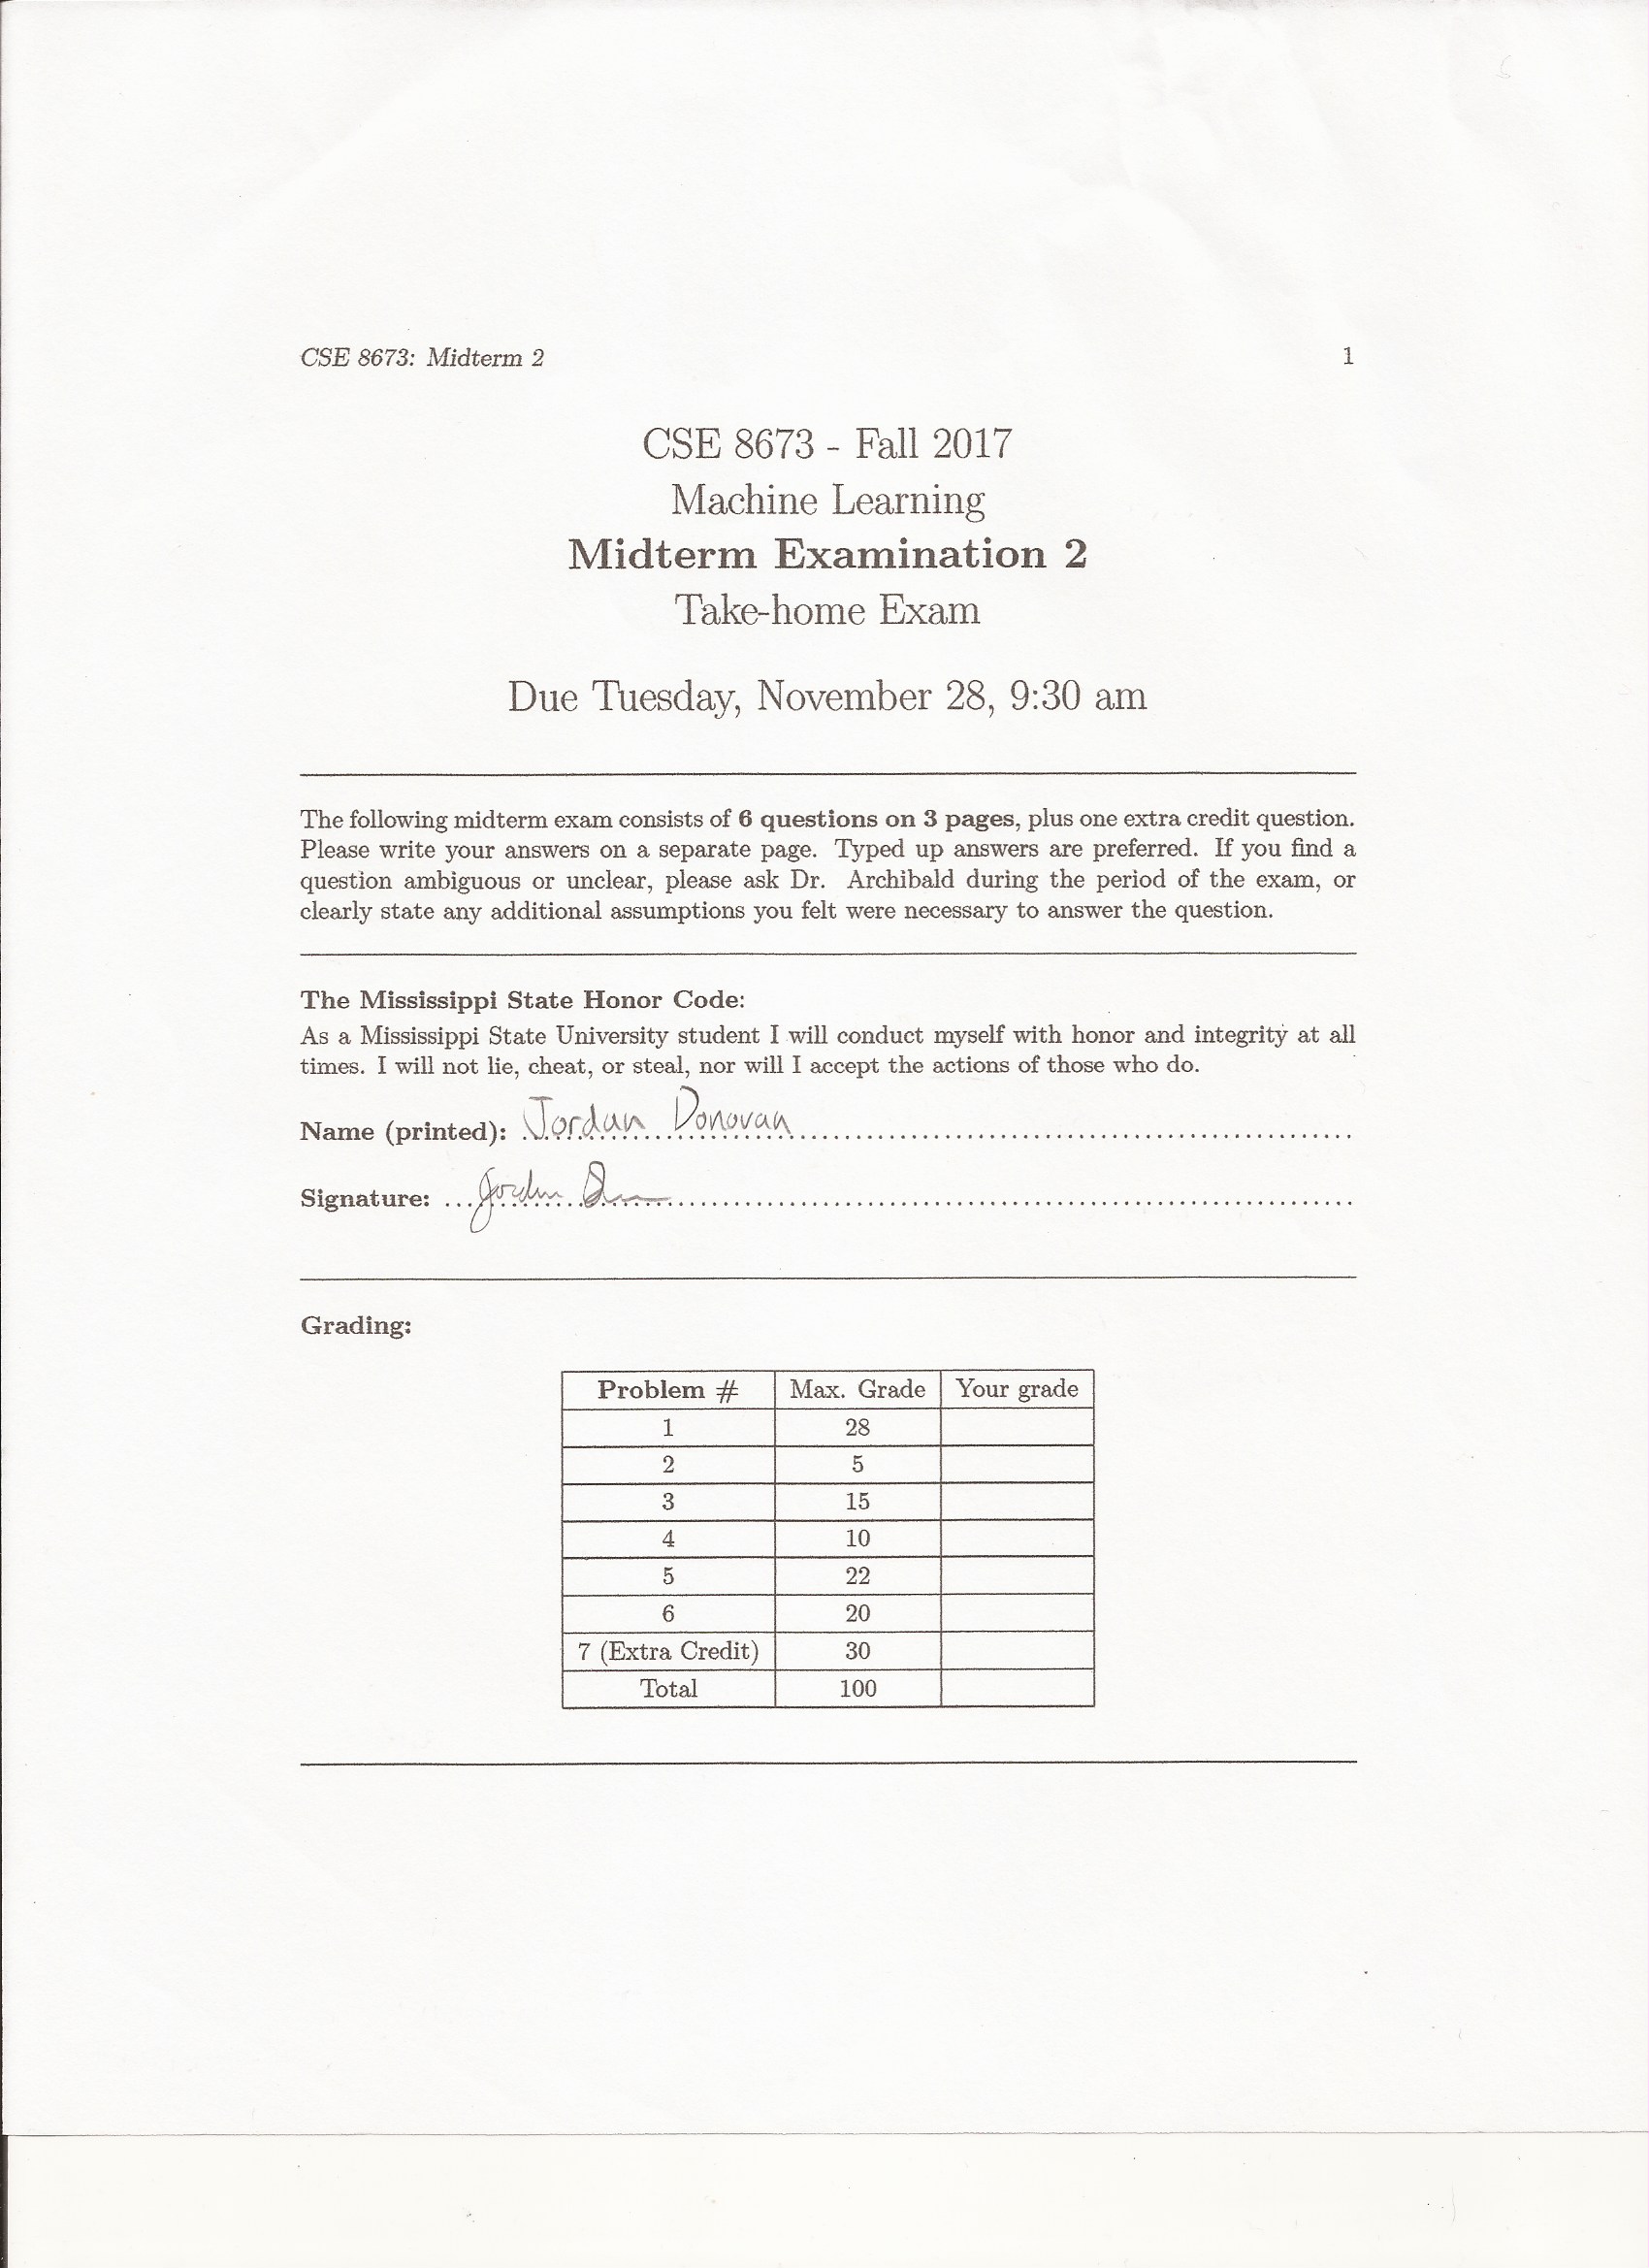 CSE 8673: Midterm 2 1
CSE 8673 - Fall 2017
Machine Learning
Midterm Examination 2
Take-home Exam
Due Tuesday, November 28, 9:30 am
The following midterm exam consists of 6 questions on 3 pages, plus one extra credit question.
Please write your answers on a separate page. Typed up answers are preferred. If you find a
question ambiguous or unclear, please ask Dr. Archibald during the period of the exam, or
clearly state any additional assumptions you felt were necessary to answer the question.
The Mississippi State Honor Code:
As a Mississippi State University student I will conduct myself with honor and integrity at all
times. I will not lie, cheat, or steal, nor will I accept the actions of those who do.
Name (printed): Jordan Donovan
Signature: Jordan
Grading:
Problem # Max. Grade Your grade
1 28
2 5
3 15
4 10
5 22
6 20
7 (Extra Credit) 30
Total 100